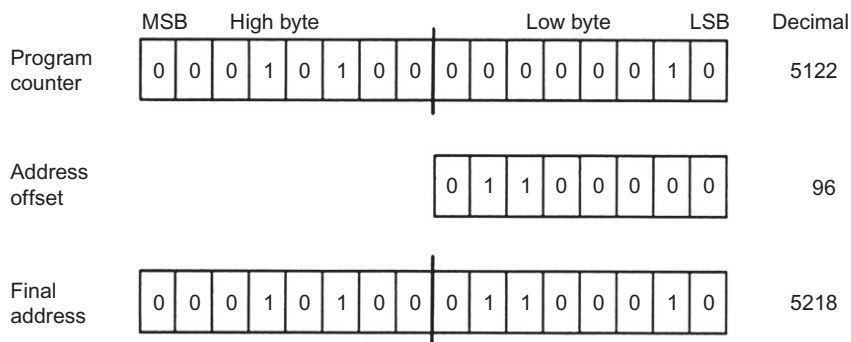 MSB High byte Low byte LSB Decimal
Program
counter
0 0 0 1 0 1 0 0 0 0 0 0 0 0 1 0 5122
Address
offset
0 1 1 0 0 0 0 0 96
Final
address
0 0 0 1 0 1 0 0 0 1 1 0 0 0 1 0 5218